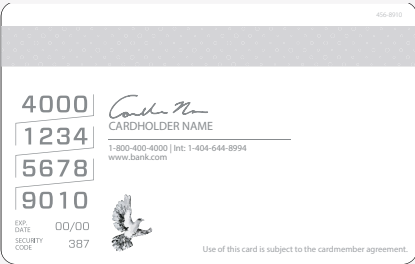 456-8910
4000
1234
5678
9010
CARDHOLDER NAME
1-800-400-4000 | Int: 1-404-644-8994
www.bank.com
EXP. DATE 00/00
SECURITY CODE 387
Use of this card is subject to the cardmember agreement.